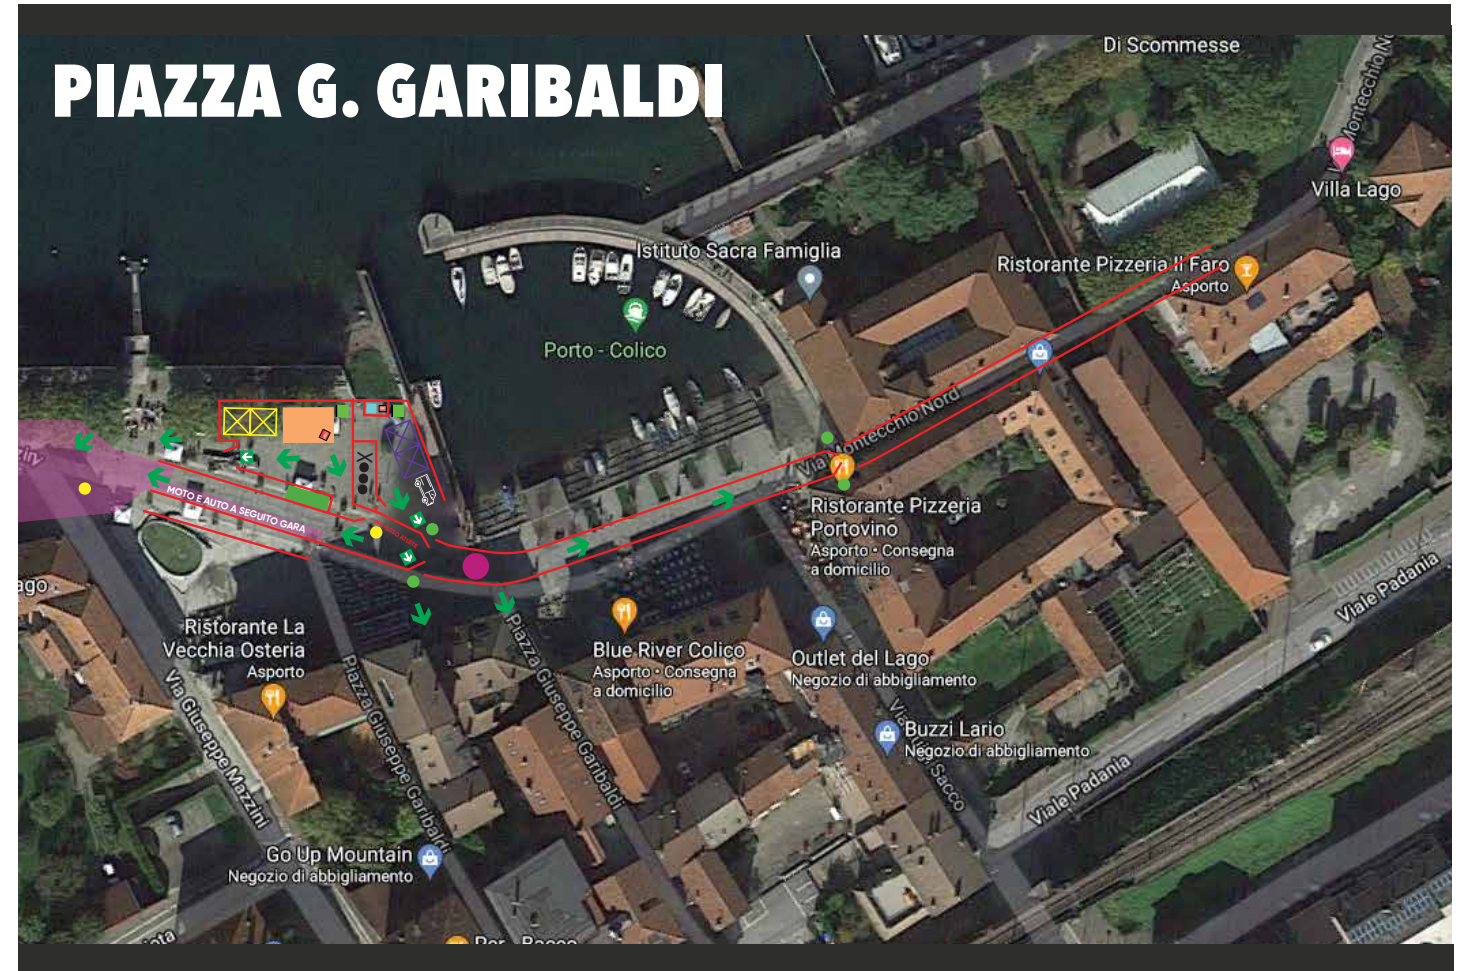 PIAZZA G. GARIBALDI
Di Scommesse
Villa Lago
Istituto Sacra Famiglia
Ristorante Pizzeria Il Faro
Asporto
Porto - Colico
Via Montecchio Nord
MOTO E AUTO A SEGUITO GARA
Ristorante Pizzeria
Portovino
Asporto • Consegna
a domicilio
Viale Padania
ago
Ristorante La
Vecchia Osteria
Asporto
Piazza Giuseppe Garibaldi
Blue River Colico
Asporto • Consegna
a domicilio
Outlet del Lago
Negozio di abbigliamento
Via Giuseppe Mazzini
Piazza Giuseppe Garibaldi
Buzzi Lario
Negozio di abbigliamento
Sacco
Viale Padania
Go Up Mountain
Negozio di abbigliamento